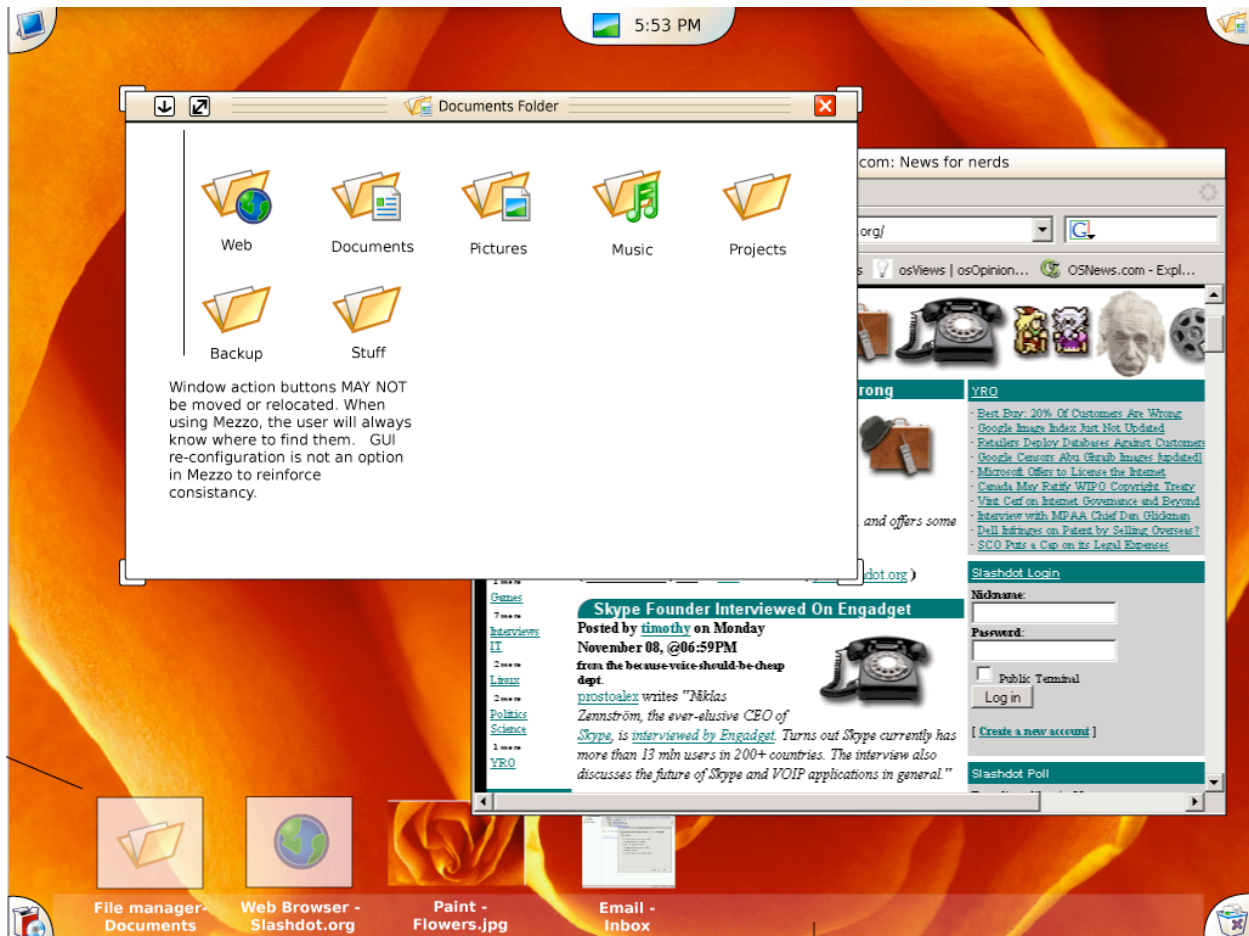 5:53 PM
Documents Folder
com: News for nerds
Web
Documents
Pictures
Music
Projects
Backup
Stuff
Window action buttons MAY NOT
be moved or relocated. When
using Mezzo, the user will always
know where to find them. GUI
re-configuration is not an option
in Mezzo to reinforce
consistancy.
.org/
G
s osViews | osOpinion... OSNews.com - Expl...
rong
, and offers some
dot.org )
YRO
- Best Buy: 20% Of Customers Are Wrong
- Google Image Index Just Not Updated
- Retailers Deploy Databases Against Customers
- Google Censors Abu Ghraib Images [updated]
- Microsoft Offers to License the Internet
- Canada May Ratify WIPO Copyright Treaty
- Vint Cerf on Internet Governance and Beyond
- Interview with MPAA Chief Dan Glickman
- Dell Infringes on Patent by Selling Overseas?
- SCO Puts a Cap on its Legal Expenses
Slashdot Login
Nickname:
Password:
Public Terminal
Log in
[ Create a new account ]
Slashdot Poll
1 more
Games
7 more
Interviews
IT
2 more
Linux
2 more
Politics
Science
1 more
YRO
Skype Founder Interviewed On Engadget
Posted by timothy on Monday
November 08, @06:59PM
from the because-voice-should-be-cheap
dept.
prostoalex writes "Niklas
Zennström, the ever-elusive CEO of
Skype, is interviewed by Engadget. Turns out Skype currently has
more than 13 mln users in 200+ countries. The interview also
discusses the future of Skype and VOIP applications in general."
File manager-
Documents
Web Browser -
Slashdot.org
Paint -
Flowers.jpg
Email -
Inbox